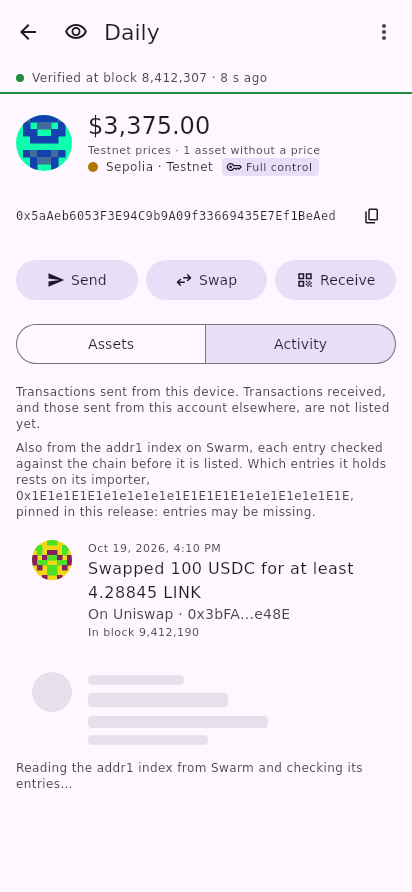 Daily
Verified at block 8,412,307 · 8 s ago
$3,375.00
Testnet prices · 1 asset without a price
Sepolia · Testnet
Full control
0x5aAeb6053F3E94C9b9A09f33669435E7Ef1BeAed
Send
Swap
Receive
Assets
Activity
Transactions sent from this device. Transactions received,
and those sent from this account elsewhere, are not listed
yet.
Also from the addr1 index on Swarm, each entry checked
against the chain before it is listed. Which entries it holds
rests on its importer,
0x1E1e1E1E1e1e1e1e1e1E1E1E1E1e1e1E1e1e1e1E1E,
pinned in this release: entries may be missing.
Oct 19, 2026, 4:10 PM
Swapped 100 USDC for at least
4.28845 LINK
On Uniswap · 0x3bFA…e48E
In block 9,412,190
Reading the addr1 index from Swarm and checking its
entries…